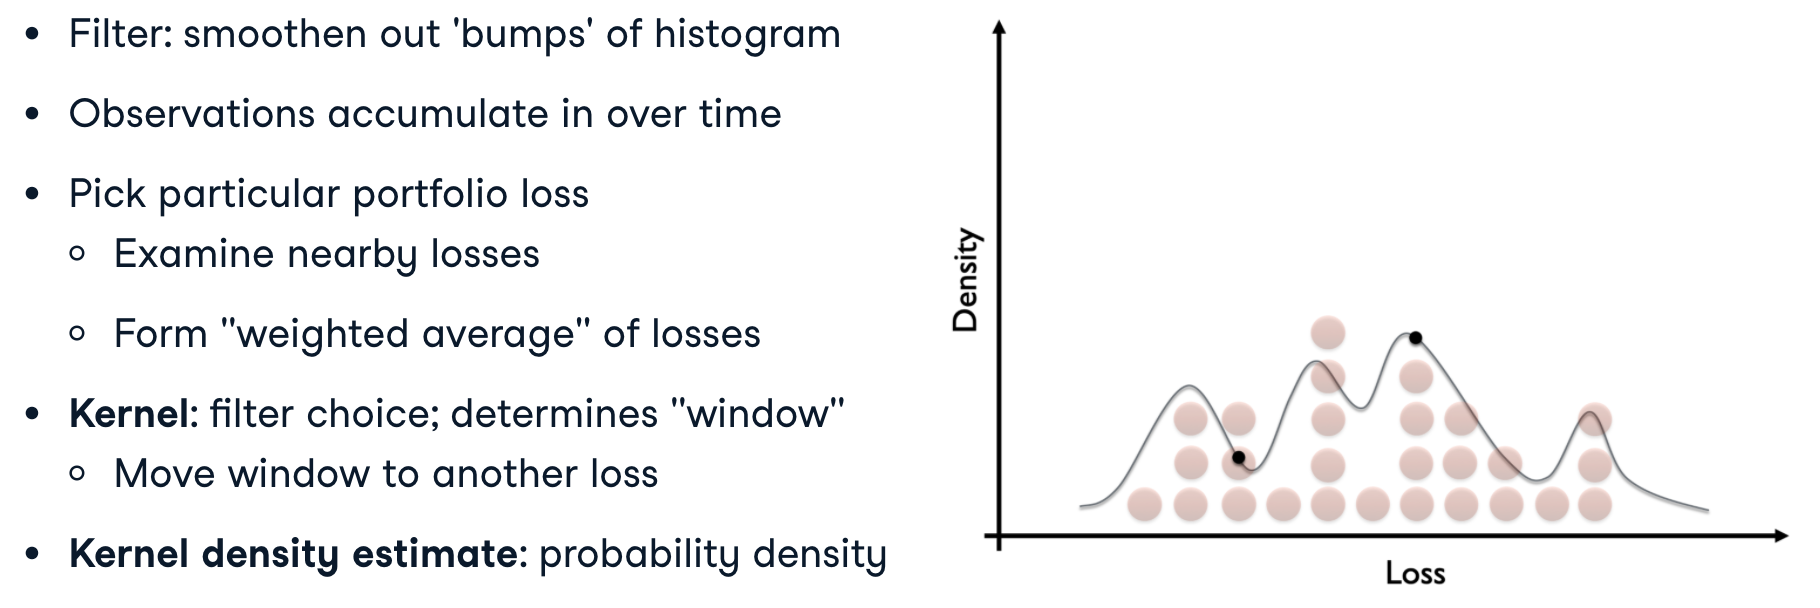 • Filter: smoothen out 'bumps' of histogram
• Observations accumulate in over time
• Pick particular portfolio loss
○ Examine nearby losses
○ Form "weighted average" of losses
• Kernel: filter choice; determines "window"
○ Move window to another loss
• Kernel density estimate: probability density
Density
Loss